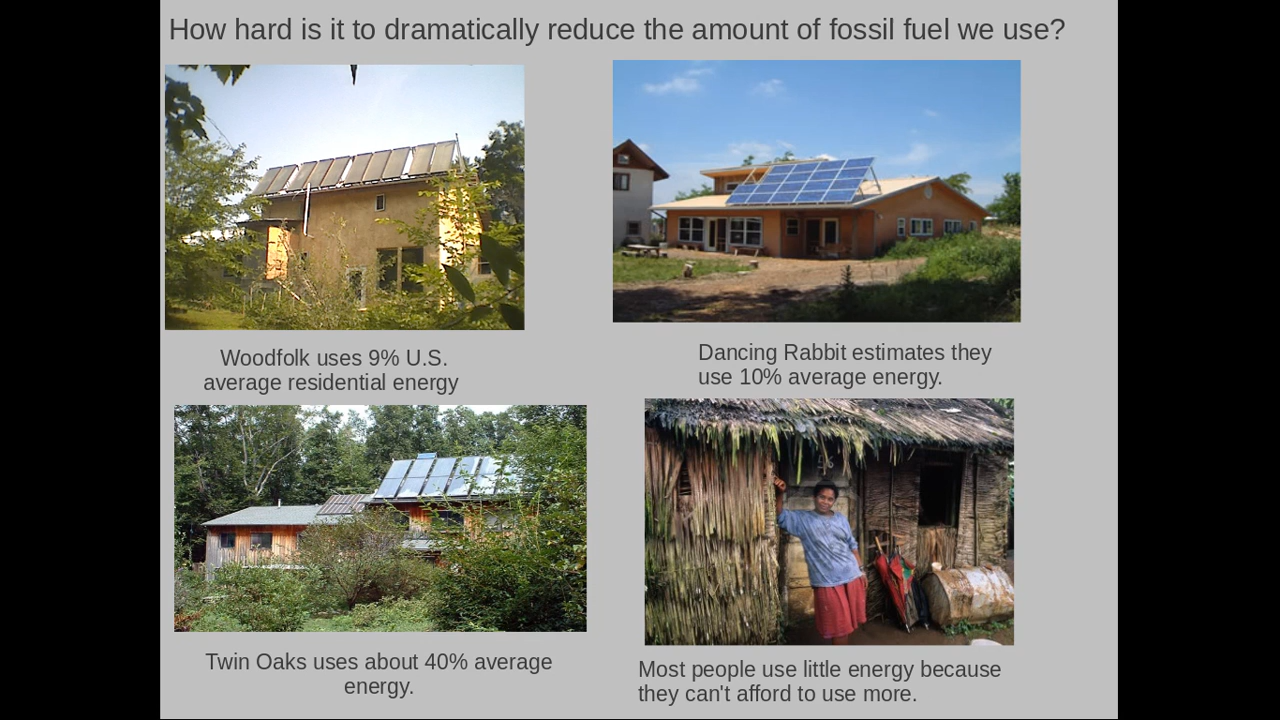 How hard is it to dramatically reduce the amount of fossil fuel we use?
Woodfolk uses 9% U.S.
average residential energy
Dancing Rabbit estimates they
use 10% average energy.
Twin Oaks uses about 40% average
energy.
Most people use little energy because
they can't afford to use more.